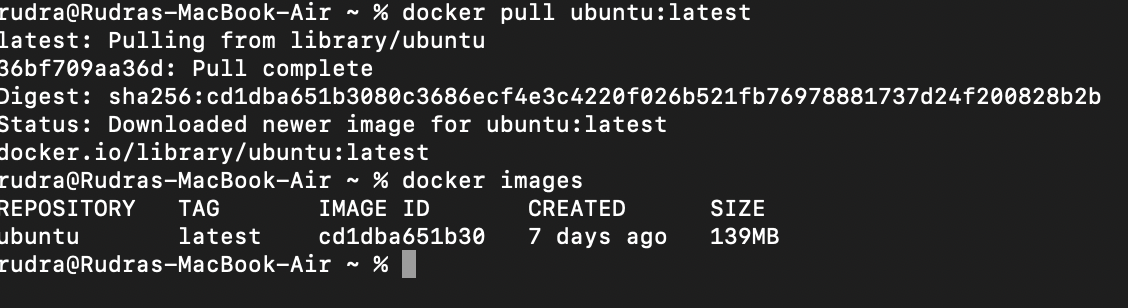 rudra@Rudras-MacBook-Air ~ % docker pull ubuntu:latest
latest: Pulling from library/ubuntu
36bf709aa36d: Pull complete
Digest: sha256:cd1dba651b3080c3686ecf4e3c4220f026b521fb76978881737d24f200828b2b
Status: Downloaded newer image for ubuntu:latest
docker.io/library/ubuntu:latest
rudra@Rudras-MacBook-Air ~ % docker images
REPOSITORY   TAG       IMAGE ID       CREATED      SIZE
ubuntu       latest    cd1dba651b30   7 days ago   139MB
rudra@Rudras-MacBook-Air ~ %